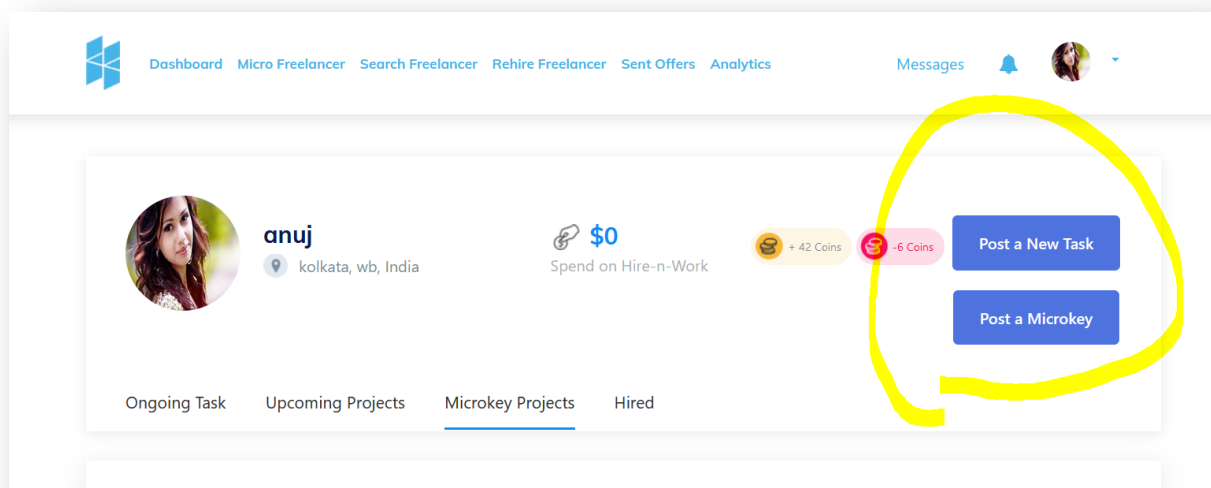 Dashboard Micro Freelancer Search Freelancer Rehire Freelancer Sent Offers Analytics Messages
anuj
kolkata, wb, India
$0
Spend on Hire-n-Work
+ 42 Coins
-6 Coins
Post a New Task
Post a Microkey
Ongoing Task Upcoming Projects Microkey Projects Hired